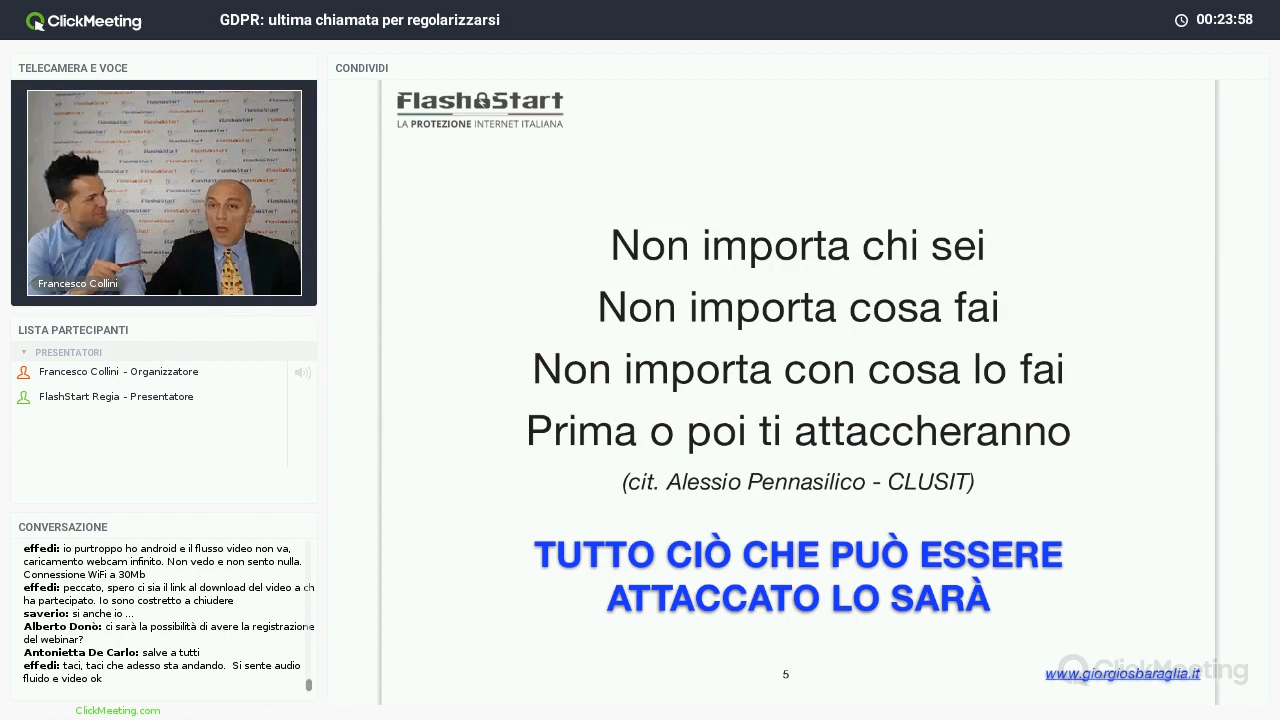 ClickMeeting
GDPR: ultima chiamata per regolarizzarsi
00:23:58
TELECAMERA E VOCE
Francesco Collini
LISTA PARTECIPANTI
PRESENTATORI
Francesco Collini - Organizzatore
FlashStart Regia - Presentatore
CONVERSAZIONE
effedi: io purtroppo ho android e il flusso video non va,
caricamento webcam infinito. Non vedo e non sento nulla.
Connessione WiFi a 30Mb
effedi: peccato, spero ci sia il link al download del video a ch
ha partecipato. Io sono costretto a chiudere
saverio: si anche io ...
Alberto Donò: ci sarà la possibilità di avere la registrazione
del webinar?
Antonietta De Carlo: salve a tutti
effedi: taci, taci che adesso sta andando. Si sente audio
fluido e video ok
ClickMeeting.com
CONDIVIDI
FlashStart
LA PROTEZIONE INTERNET ITALIANA
Non importa chi sei
Non importa cosa fai
Non importa con cosa lo fai
Prima o poi ti attaccheranno
(cit. Alessio Pennasilico - CLUSIT)
TUTTO CIÒ CHE PUÒ ESSERE
ATTACCATO LO SARÀ
5
www.giorgiosbaraglia.it
ClickMeeting